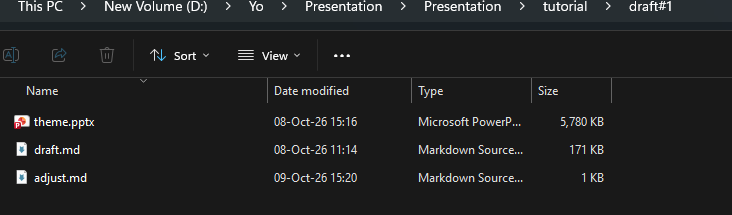 This PC > New Volume (D:) > Yo > Presentation > Presentation > tutorial > draft#1
Sort View ...
Name Date modified Type Size
theme.pptx 08-Oct-26 15:16 Microsoft PowerP... 5,780 KB
draft.md 08-Oct-26 11:14 Markdown Source... 171 KB
adjust.md 09-Oct-26 15:20 Markdown Source... 1 KB